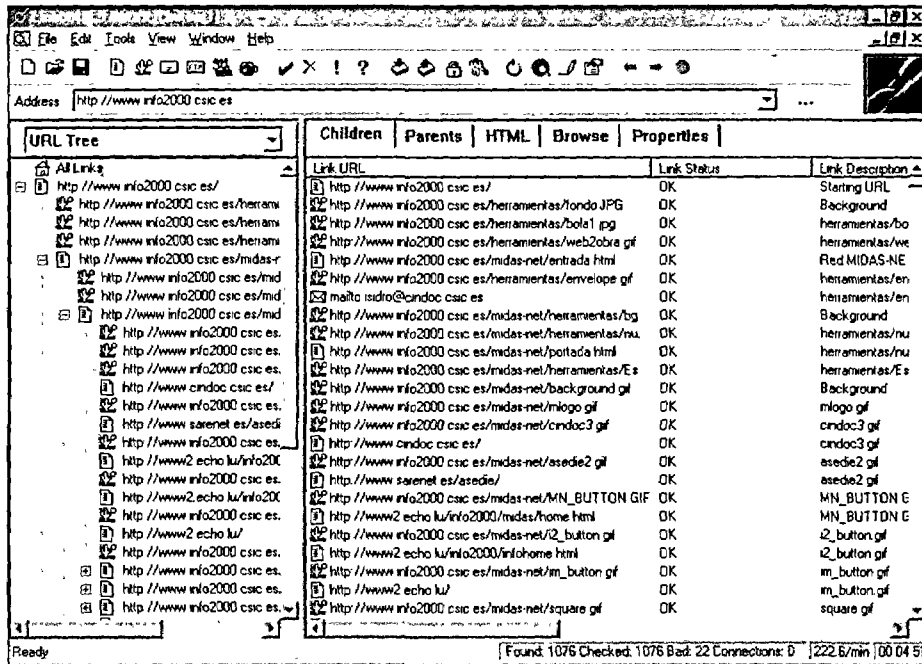 File Edit Tools View Window Help
Address http //www info2000 csic es
URL Tree
All Links
http //www info2000 csic es/
http //www info2000 csic es/herrami
http //www info2000 csic es/herrami
http //www info2000 csic es/herrami
http //www info2000 csic es/midas-r
http //www info2000 csic es/mid
http //www info2000 csic es/mid
http //www info2000 csic es/mid
http //www info2000 csic es.
http //www info2000 csic es.
http //www info2000 csic es.
http //www cindoc csic es/
http //www info2000 csic es.
http //www sarenet es/asedi
http //www info2000 csic es.
http //www2 echo lu/info200
http //www info2000 csic es.
http //www2.echo lu/info200
http //www info2000 csic es.
http //www2 echo lu/
http //www info2000 csic es.
http //www info2000 csic es.
http //www info2000 csic es.
Children Parents HTML Browse Properties
Link URL Link Status Link Description
http //www info2000 csic es/ OK Starting URL
http //www info2000 csic es/herramientas/fondo JPG OK Background
http //www info2000 csic es/herramientas/bola1 jpg OK herramientas/bo
http //www info2000 csic es/herramientas/web2obra gif OK herramientas/we
http //www info2000 csic es/midas-net/entrada html OK Red MIDAS-NE
http //www info2000 csic es/herramientas/envelope gif OK herramientas/en
mailto isidro@cindoc csic es OK herramientas/en
http //www info2000 csic es/midas-net/herramientas/bg OK Background
http //www info2000 csic es/midas-net/herramientas/nu. OK herramientas/nu
http //www info2000 csic es/midas-net/portada html OK herramientas/nu
http //www info2000 csic es/midas-net/herramientas/Es OK herramientas/Es
http //www info2000 csic es/midas-net/background gif OK Background
http //www info2000 csic es/midas-net/mlogo gif OK mlogo gif
http //www info2000 csic es/midas-net/cindoc3 gif OK cindoc3 gif
http //www cindoc csic es/ OK cindoc3 gif
http //www info2000 csic es/midas-net/asedie2 gif OK asedie2 gif
http //www sarenet es/asedie/ OK asedie2 gif
http //www info2000 csic es/midas-net/MN_BUTTON GIF OK MN_BUTTON G
http //www2 echo lu/info2000/midas/home html OK MN_BUTTON G
http //www info2000 csic es/midas-net/i2_button gif OK i2_button.gif
http //www2 echo lu/info2000/infohome html OK i2_button gif
http //www info2000 csic es/midas-net/im_button gif OK im_button gif
http //www2 echo lu/ OK im_button.gif
http //www info2000 csic es/midas-net/square gif OK square gif
Ready Found: 1076 Checked: 1076 Bad: 22 Connections: 0 222.6/min 00 04 5